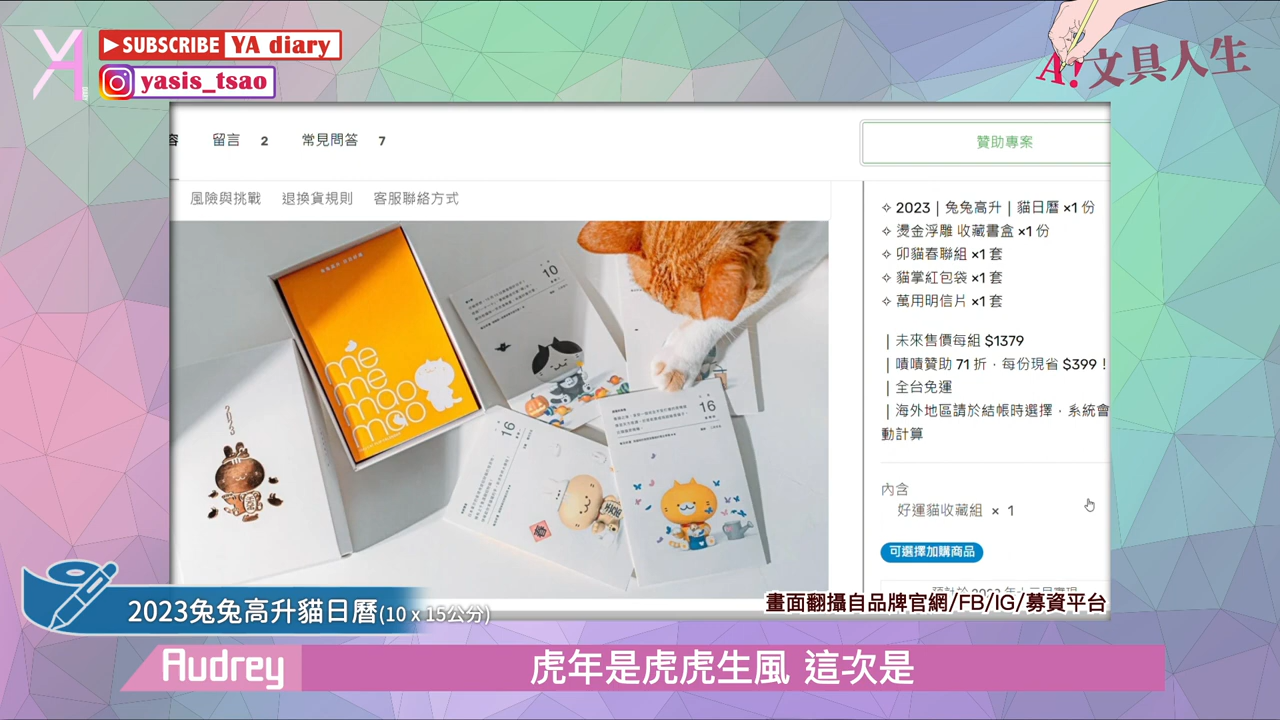 YA
SUBSCRIBE YA diary
yasis_tsao
A!文具人生
容 留言 2 常見問答 7
贊助專案
風險與挑戰 退換貨規則 客服聯絡方式
✧ 2023|兔兔高升|貓日曆 ×1 份
✧ 燙金浮雕 收藏書盒 ×1 份
✧ 卯貓春聯組 ×1 套
✧ 貓掌紅包袋 ×1 套
✧ 萬用明信片 ×1 套
|未來售價每組 $1379
|嘖嘖贊助 71 折,每份現省 $399!
|全台免運
|海外地區請於結帳時選擇,系統會
動計算
內含
好運貓收藏組 × 1
可選擇加購商品
me
me
mao
mao
10
16
16
2023兔兔高升貓日曆(10 x 15公分)
畫面翻攝自品牌官網/FB/IG/募資平台
Audrey
虎年是虎虎生風 這次是